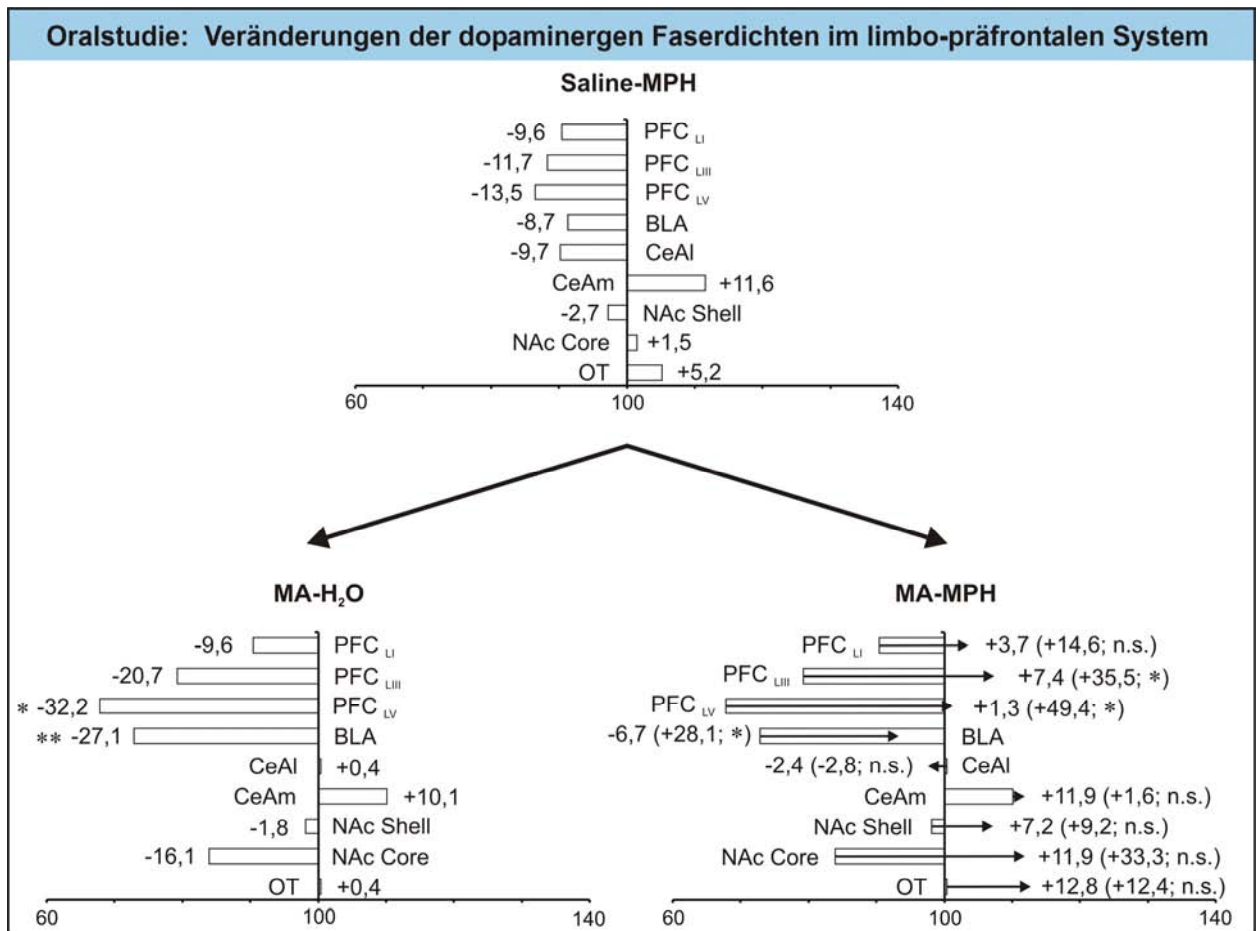 Oralstudie: Veränderungen der dopaminergen Faserdichten im limbo-präfrontalen System
Saline-MPH
-9,6 PFC LI
-11,7 PFC LIII
-13,5 PFC LV
-8,7 BLA
-9,7 CeAl
CeAm +11,6
-2,7 NAc Shell
NAc Core +1,5
OT +5,2
60 100 140
MA-H₂O
-9,6 PFC LI
-20,7 PFC LIII
* -32,2 PFC LV
** -27,1 BLA
CeAl +0,4
CeAm +10,1
-1,8 NAc Shell
-16,1 NAc Core
OT +0,4
60 100 140
MA-MPH
PFC LI +3,7 (+14,6; n.s.)
PFC LIII +7,4 (+35,5; *)
PFC LV +1,3 (+49,4; *)
-6,7 (+28,1; *) BLA
-2,4 (-2,8; n.s.) CeAl
CeAm +11,9 (+1,6; n.s.)
NAc Shell +7,2 (+9,2; n.s.)
NAc Core +11,9 (+33,3; n.s.)
OT +12,8 (+12,4; n.s.)
60 100 140